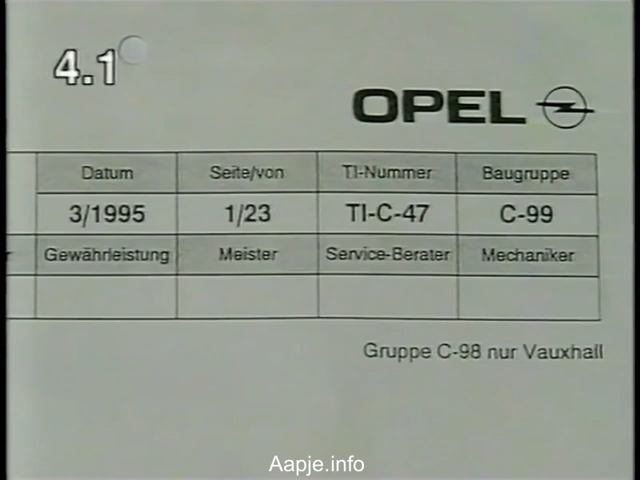 4.1
OPEL
Datum Seite/von TI-Nummer Baugruppe
3/1995 1/23 TI-C-47 C-99
Gewährleistung Meister Service-Berater Mechaniker
Gruppe C-98 nur Vauxhall
Aapje.info